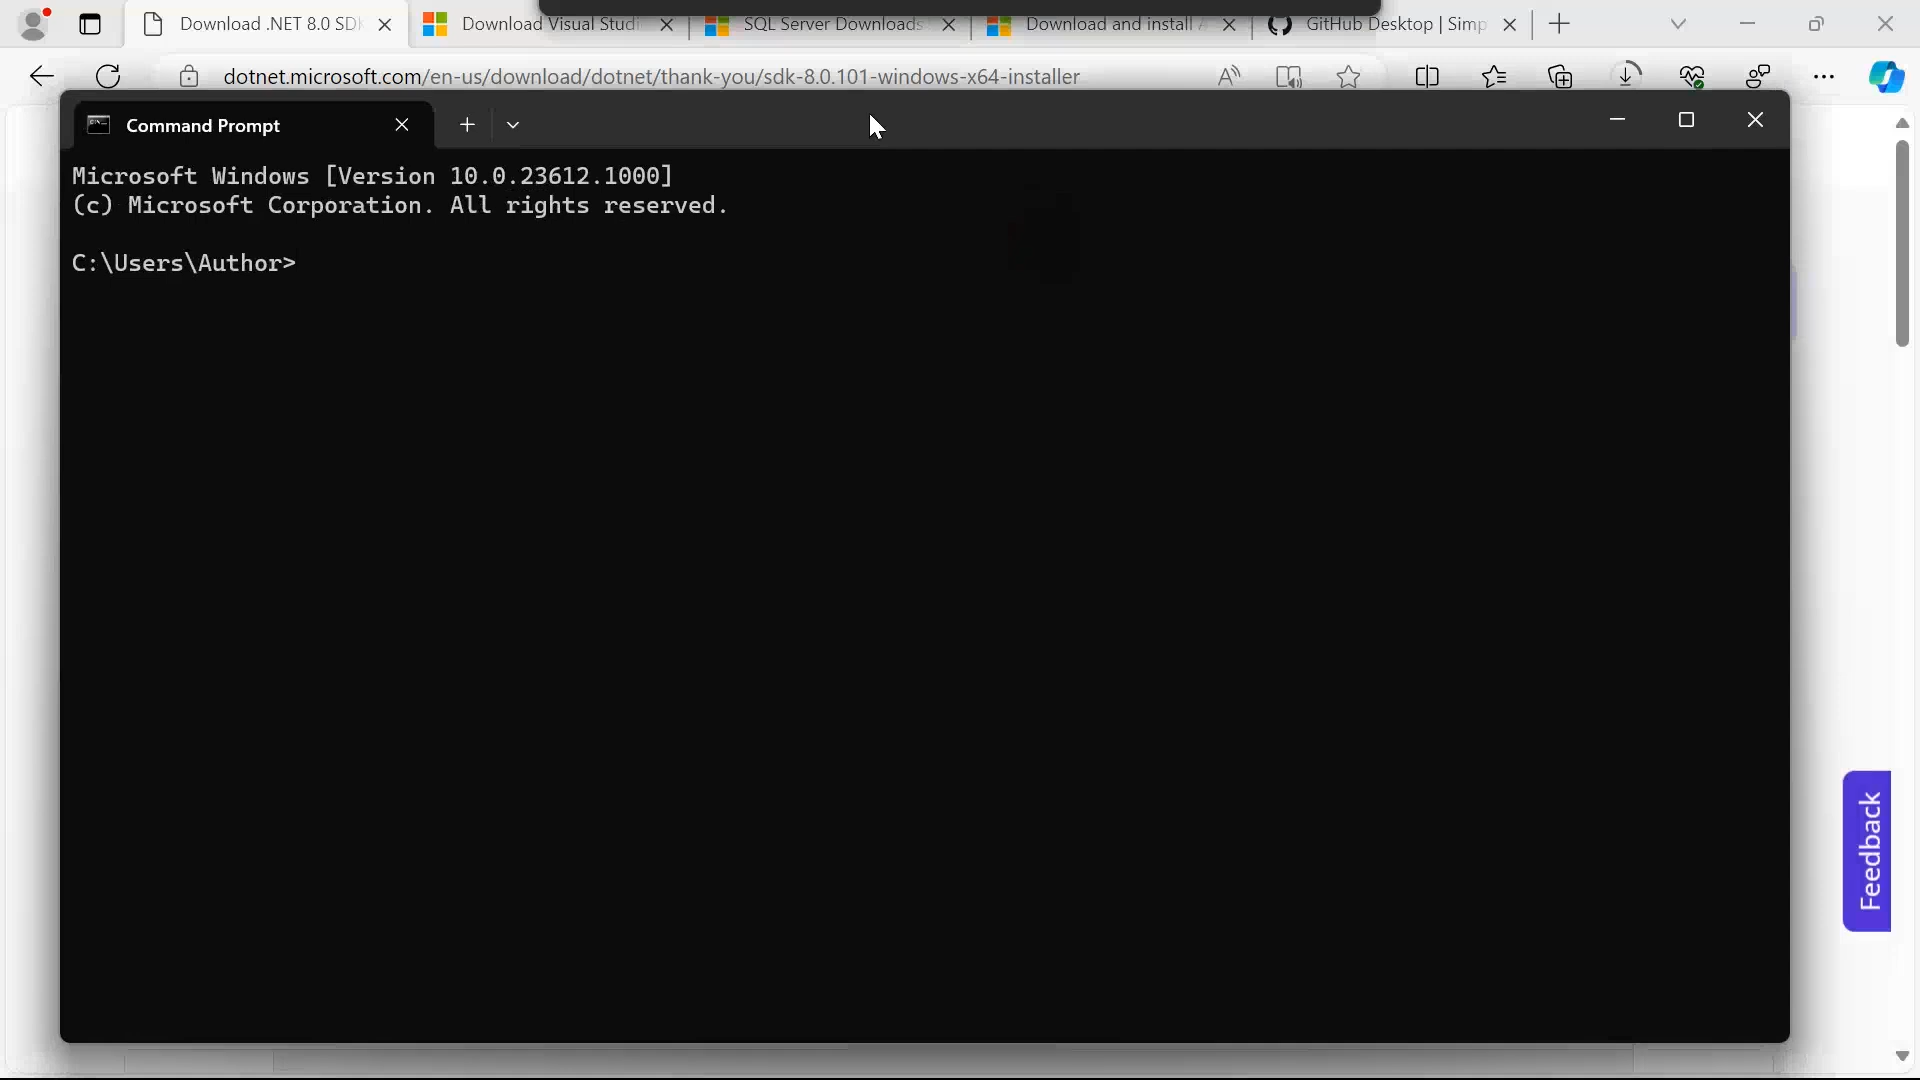 Download .NET 8.0 SD
Download Visual Studi
SQL Server Downloads
Download and install
GitHub Desktop | Simp
dotnet.microsoft.com/en-us/download/dotnet/thank-you/sdk-8.0.101-windows-x64-installer
Command Prompt
Microsoft Windows [Version 10.0.23612.1000]
(c) Microsoft Corporation. All rights reserved.
C:\Users\Author>
Feedback